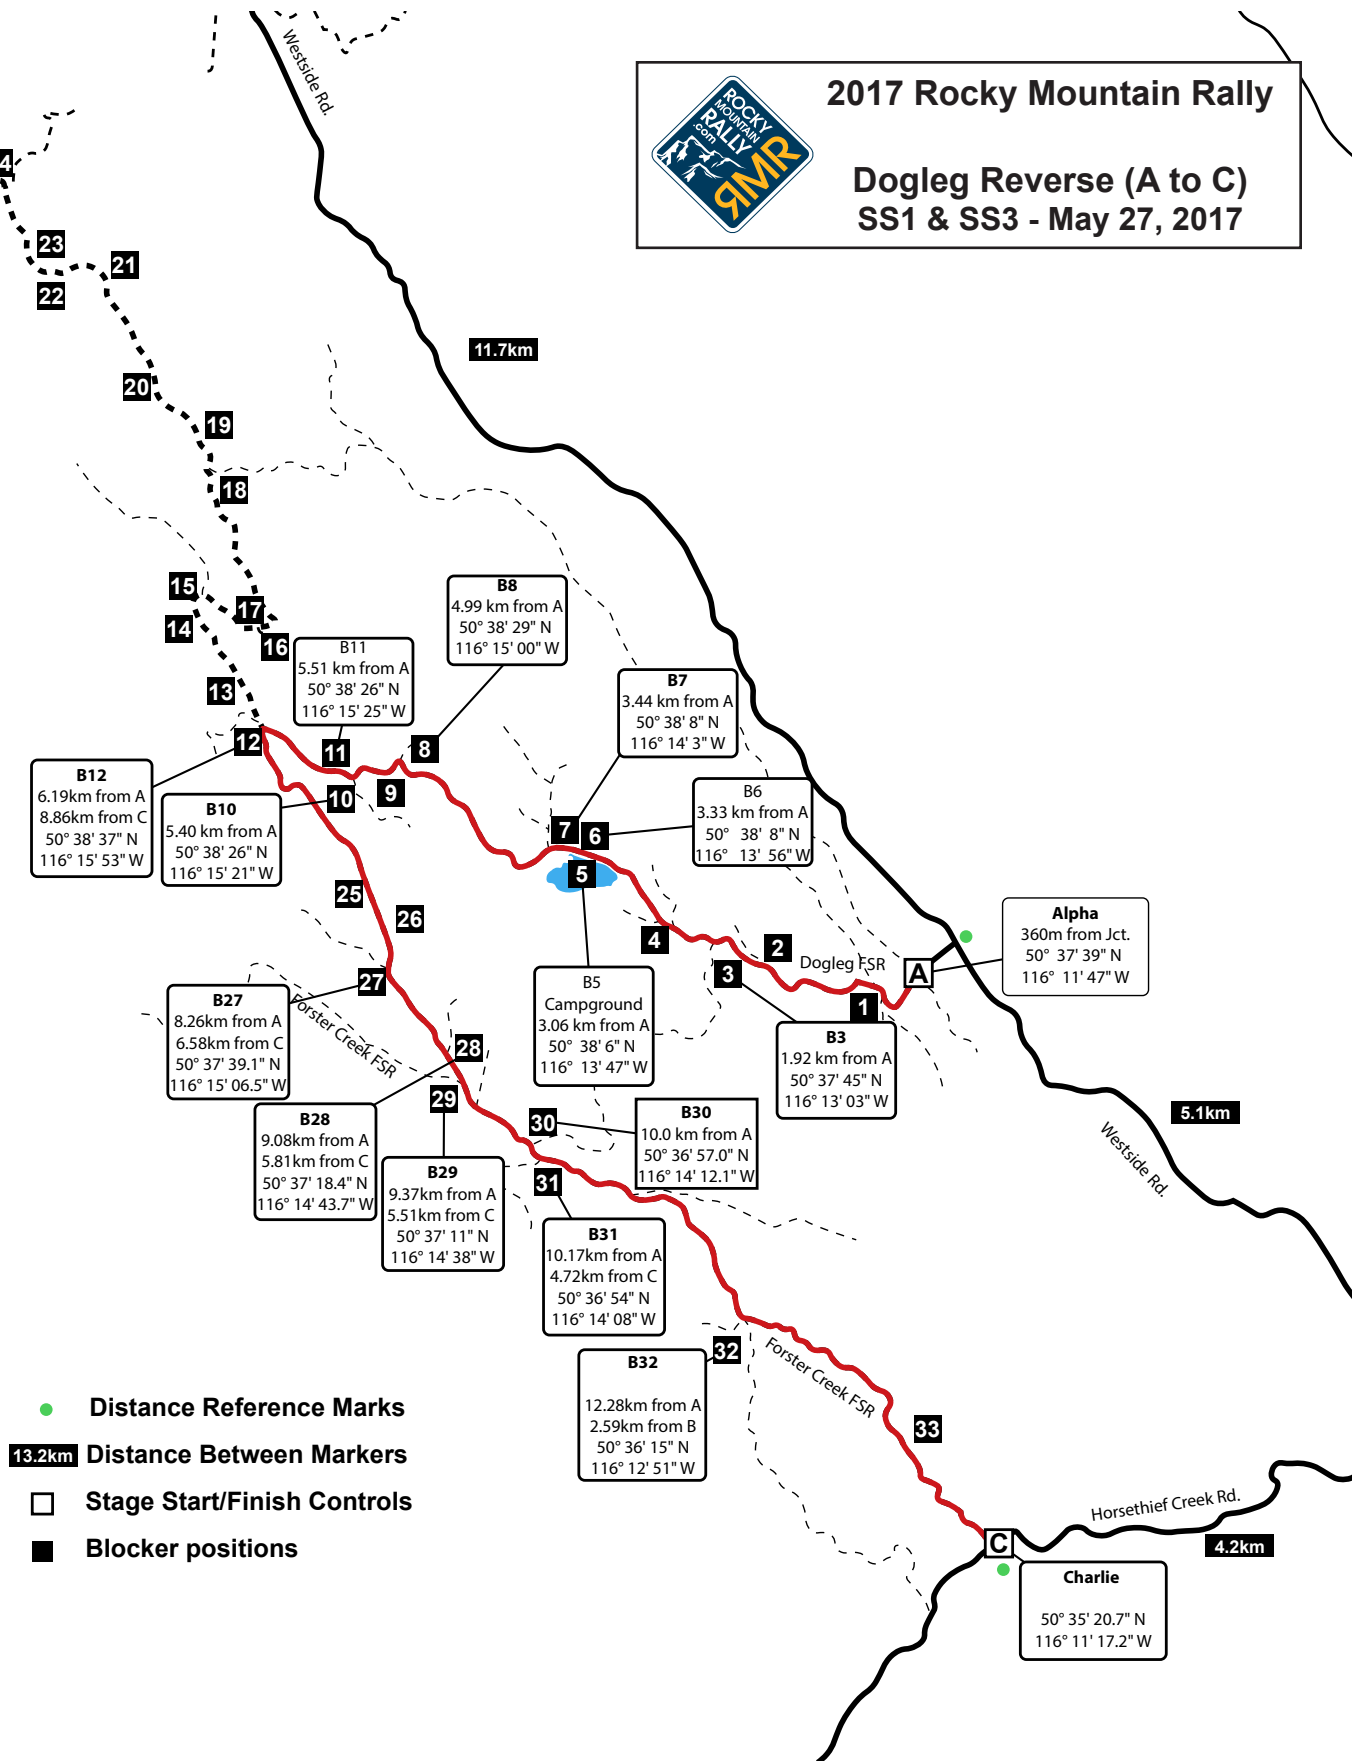 2017 Rocky Mountain Rally
Dogleg Reverse (A to C)
SS1 & SS3 - May 27, 2017
ROCKY
MOUNTAIN
RALLY
.com
RMR
Westside Rd.
4
23
22
21
20
19
18
17
16
15
14
13
12
11
10
9
8
7
6
5
4
3
2
1
25
26
27
28
29
30
31
32
33
11.7km
B8
4.99 km from A
50° 38' 29" N
116° 15' 00" W
B11
5.51 km from A
50° 38' 26" N
116° 15' 25" W
B7
3.44 km from A
50° 38' 8" N
116° 14' 3" W
B12
6.19km from A
8.86km from C
50° 38' 37" N
116° 15' 53" W
B10
5.40 km from A
50° 38' 26" N
116° 15' 21" W
B6
3.33 km from A
50° 38' 8" N
116° 13' 56" W
Alpha
360m from Jct.
50° 37' 39" N
116° 11' 47" W
A
Dogleg FSR
B5
Campground
3.06 km from A
50° 38' 6" N
116° 13' 47" W
B3
1.92 km from A
50° 37' 45" N
116° 13' 03" W
B27
8.26km from A
6.58km from C
50° 37' 39.1" N
116° 15' 06.5" W
Forster Creek FSR
B28
9.08km from A
5.81km from C
50° 37' 18.4" N
116° 14' 43.7" W
B29
9.37km from A
5.51km from C
50° 37' 11" N
116° 14' 38" W
B30
10.0 km from A
50° 36' 57.0" N
116° 14' 12.1" W
5.1km
Westside Rd.
B31
10.17km from A
4.72km from C
50° 36' 54" N
116° 14' 08" W
B32
12.28km from A
2.59km from B
50° 36' 15" N
116° 12' 51" W
Forster Creek FSR
Horsethief Creek Rd.
4.2km
C
Charlie
50° 35' 20.7" N
116° 11' 17.2" W
Distance Reference Marks
13.2km Distance Between Markers
Stage Start/Finish Controls
Blocker positions